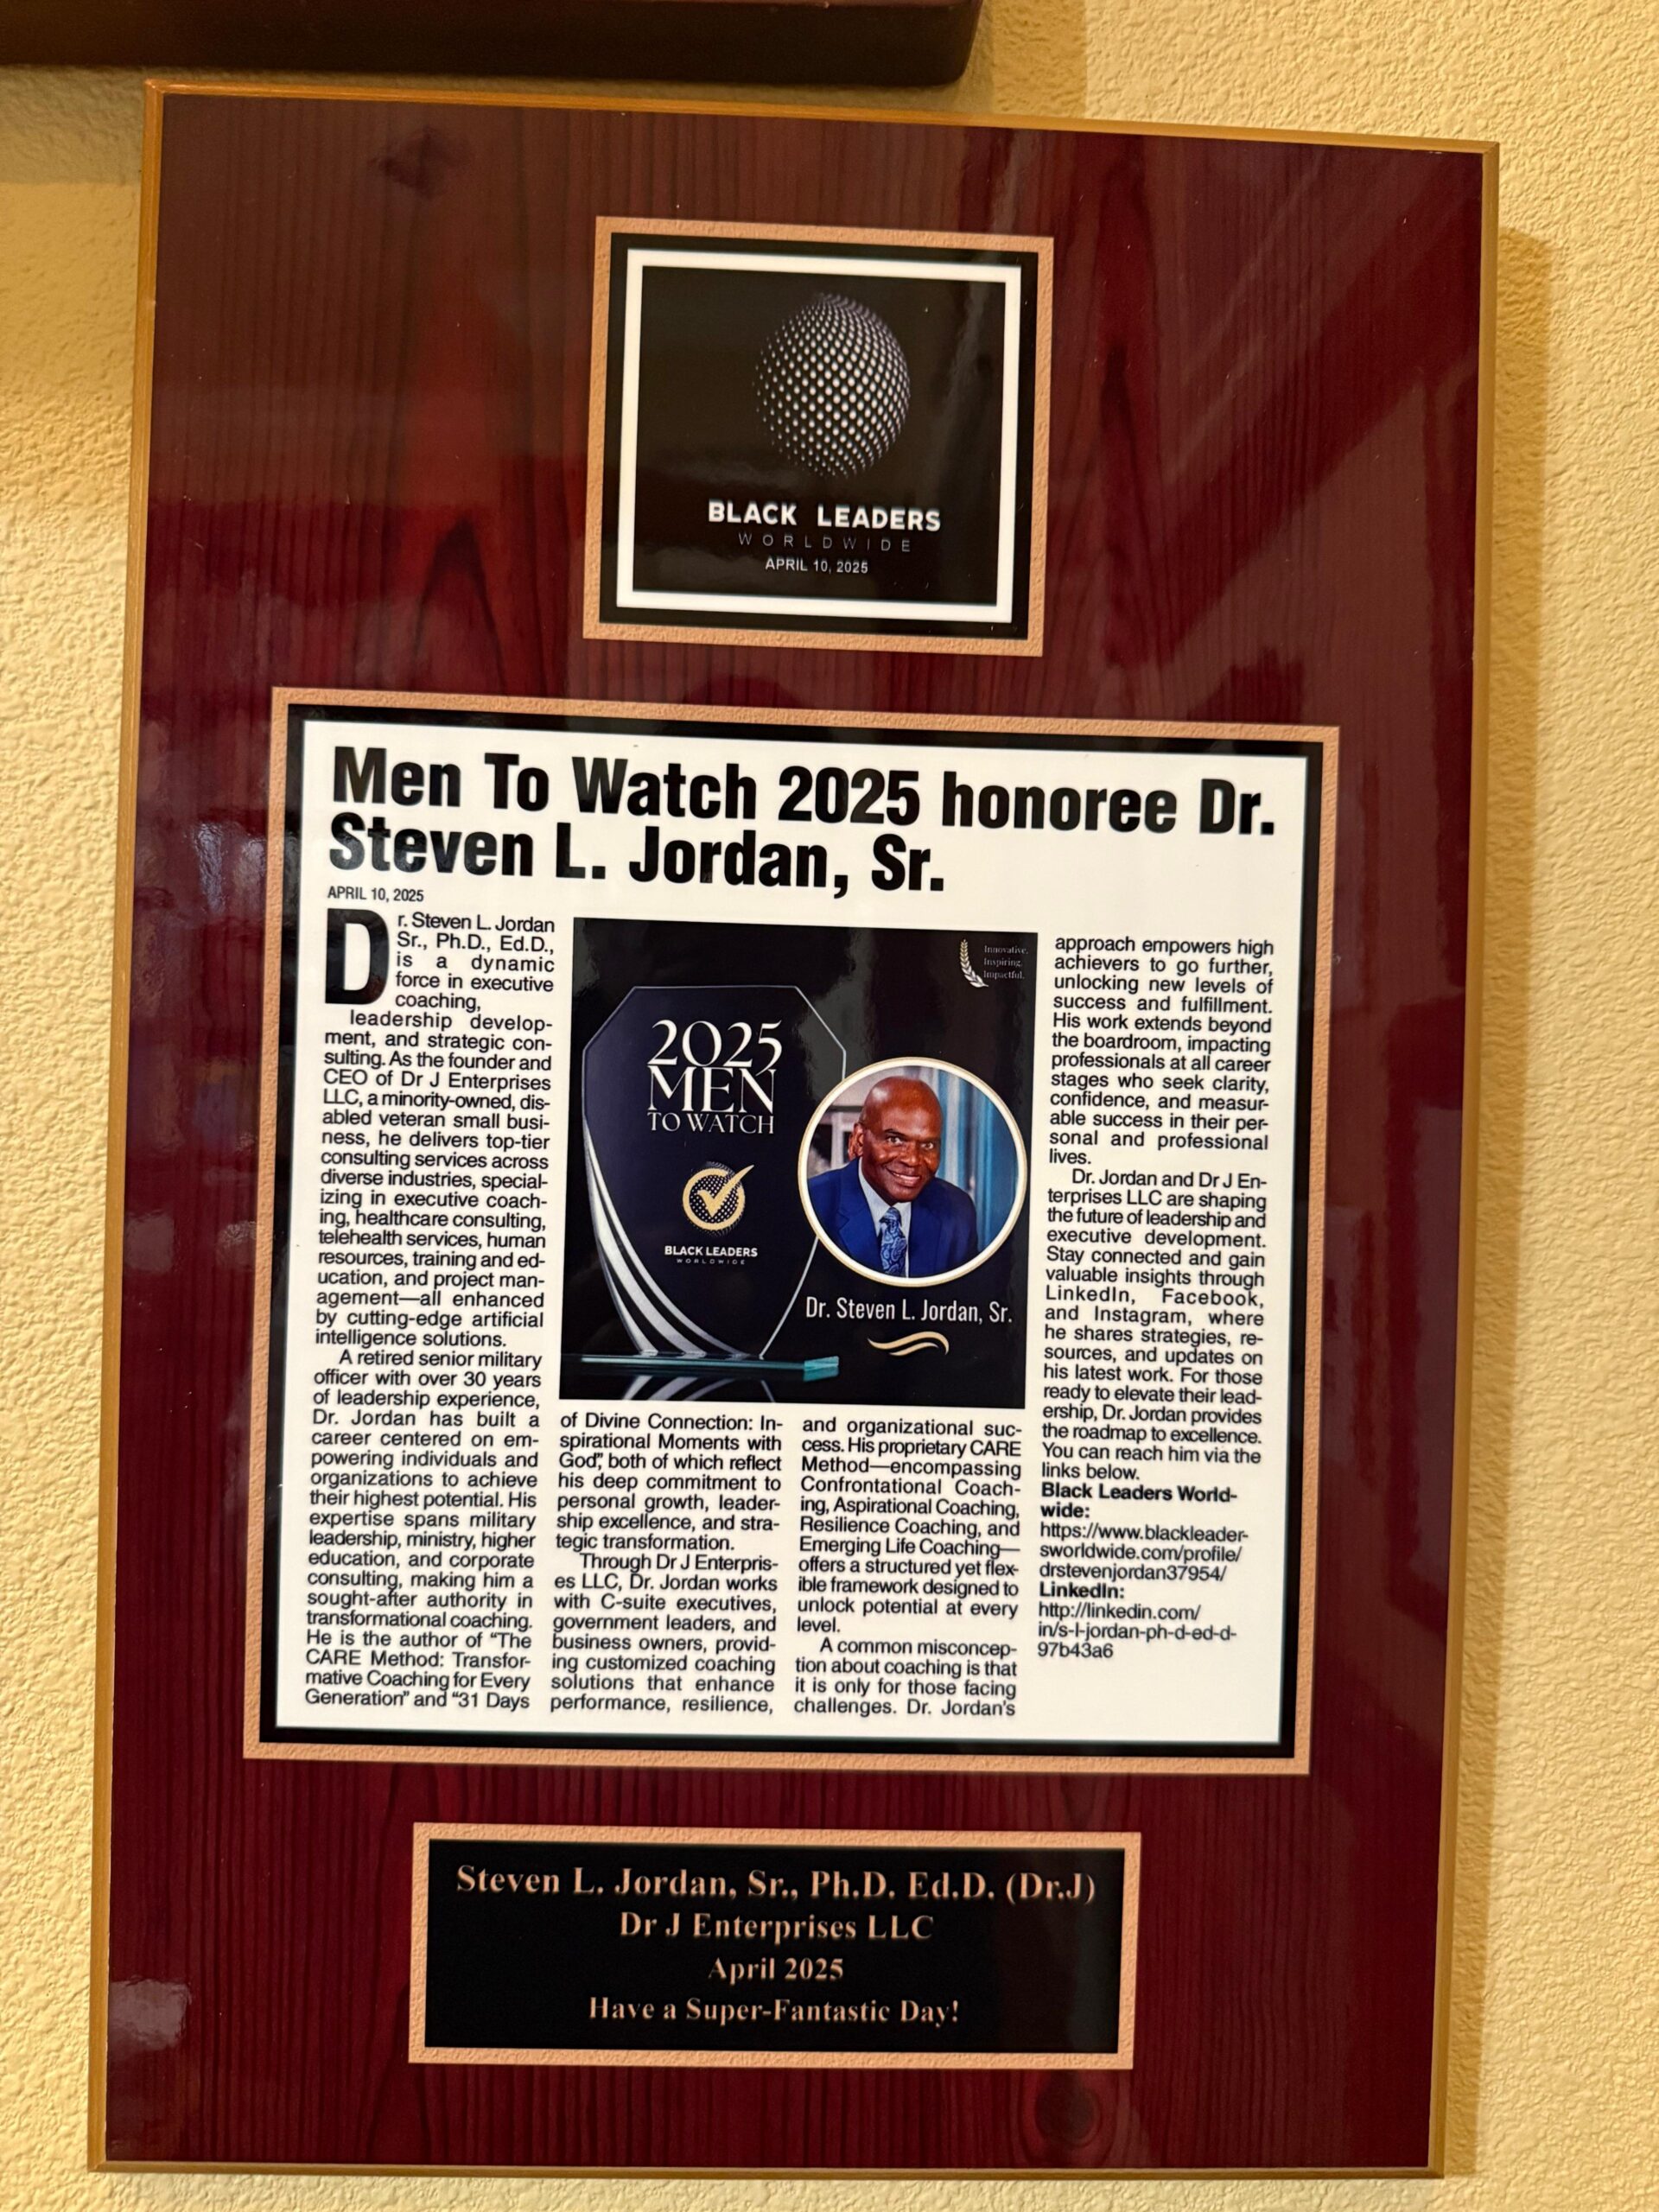 BLACK LEADERS
WORLDWIDE
APRIL 10, 2025
Men To Watch 2025 honoree Dr.
Steven L. Jordan, Sr.
APRIL 10, 2025
Dr. Steven L. Jordan
Sr., Ph.D., Ed.D.,
is a dynamic
force in executive
coaching,
leadership develop-
ment, and strategic con-
sulting. As the founder and
CEO of Dr J Enterprises
LLC, a minority-owned, dis-
abled veteran small busi-
ness, he delivers top-tier
consulting services across
diverse industries, special-
izing in executive coach-
ing, healthcare consulting,
telehealth services, human
resources, training and ed-
ucation, and project man-
agement—all enhanced
by cutting-edge artificial
intelligence solutions.
A retired senior military
officer with over 30 years
of leadership experience,
Dr. Jordan has built a
career centered on em-
powering individuals and
organizations to achieve
their highest potential. His
expertise spans military
leadership, ministry, higher
education, and corporate
consulting, making him a
sought-after authority in
transformational coaching.
He is the author of “The
CARE Method: Transfor-
mative Coaching for Every
Generation” and “31 Days
Innovative.
Inspiring.
Impactful.
2025
MEN
TO WATCH
BLACK LEADERS
WORLDWIDE
Dr. Steven L. Jordan, Sr.
of Divine Connection: In-
spirational Moments with
God”, both of which reflect
his deep commitment to
personal growth, leader-
ship excellence, and stra-
tegic transformation.
Through Dr J Enterpris-
es LLC, Dr. Jordan works
with C-suite executives,
government leaders, and
business owners, provid-
ing customized coaching
solutions that enhance
performance, resilience,
and organizational suc-
cess. His proprietary CARE
Method—encompassing
Confrontational Coach-
ing, Aspirational Coaching,
Resilience Coaching, and
Emerging Life Coaching—
offers a structured yet flex-
ible framework designed to
unlock potential at every
level.
A common misconcep-
tion about coaching is that
it is only for those facing
challenges. Dr. Jordan's
approach empowers high
achievers to go further,
unlocking new levels of
success and fulfillment.
His work extends beyond
the boardroom, impacting
professionals at all career
stages who seek clarity,
confidence, and measur-
able success in their per-
sonal and professional
lives.
Dr. Jordan and Dr J En-
terprises LLC are shaping
the future of leadership and
executive development.
Stay connected and gain
valuable insights through
LinkedIn, Facebook,
and Instagram, where
he shares strategies, re-
sources, and updates on
his latest work. For those
ready to elevate their lead-
ership, Dr. Jordan provides
the roadmap to excellence.
You can reach him via the
links below.
Black Leaders World-
wide:
https://www.blackleader-
sworldwide.com/profile/
drstevenjordan37954/
LinkedIn:
http://linkedin.com/
in/s-l-jordan-ph-d-ed-d-
97b43a6
Steven L. Jordan, Sr., Ph.D. Ed.D. (Dr.J)
Dr J Enterprises LLC
April 2025
Have a Super-Fantastic Day!